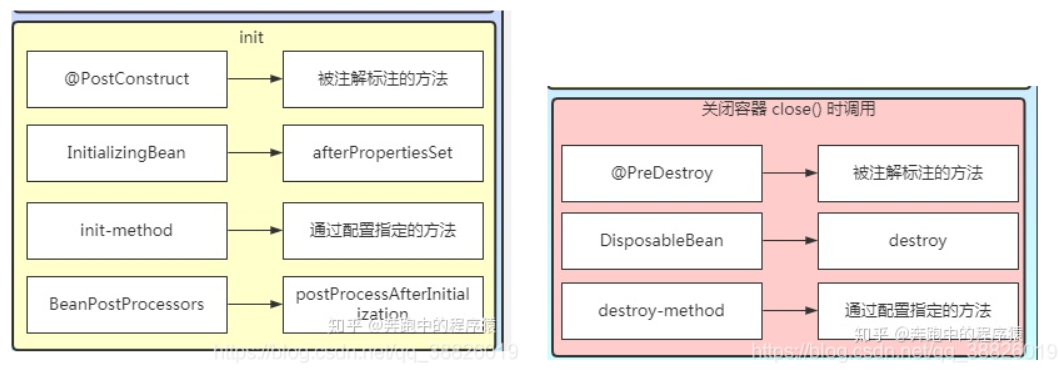 init
@PostConstruct
被注解标注的方法
InitializingBean
afterPropertiesSet
init-method
通过配置指定的方法
BeanPostProcessors
postProcessAfterInitial
ization
知乎 @奔跑中的程序猿
https://blog.csdn.net/qq_38826019
关闭容器 close() 时调用
@PreDestroy
被注解标注的方法
DisposableBean
destroy
destroy-method
通过配置指定的方法
知乎 @奔跑中的程序猿
https://blog.csdn.net/qq_38826019